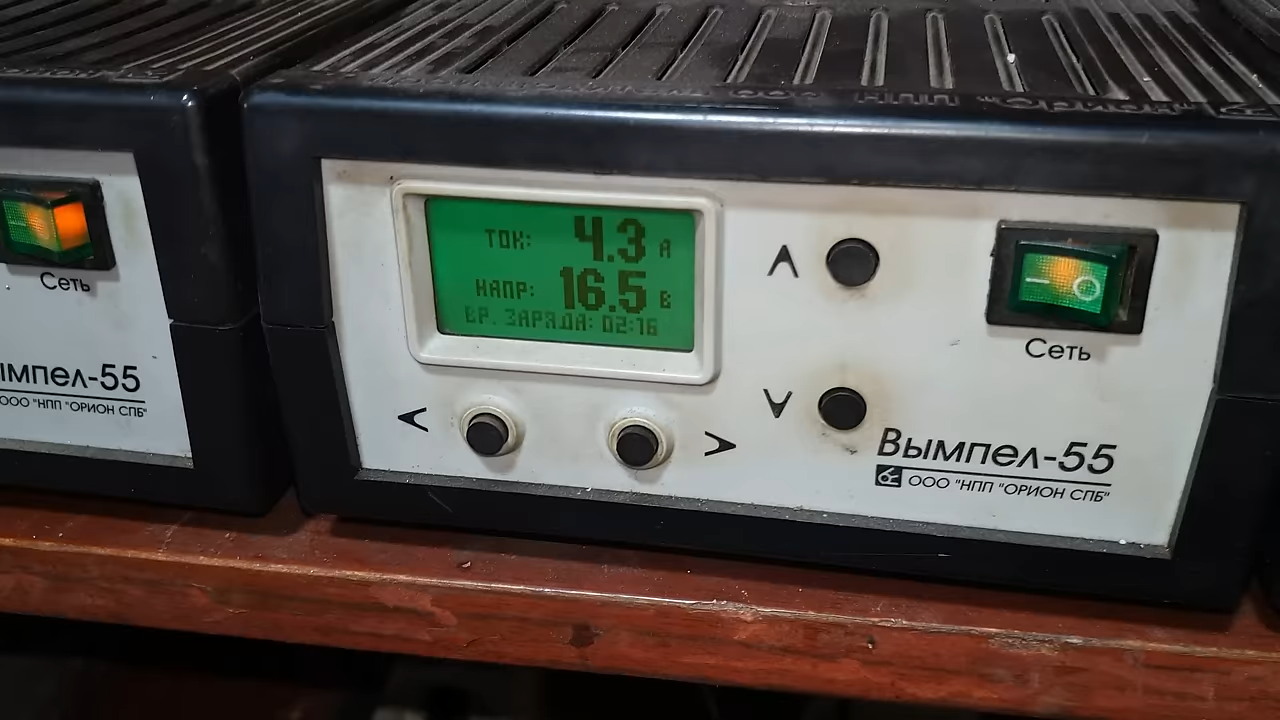 Сеть
ымпел-55
ООО "НПП "ОРИОН СПБ"
ТОК: 4.3 А
НАПР: 16.5 В
ВР. ЗАРЯДА: 02:16
Сеть
Вымпел-55
ООО "НПП "ОРИОН СПБ"